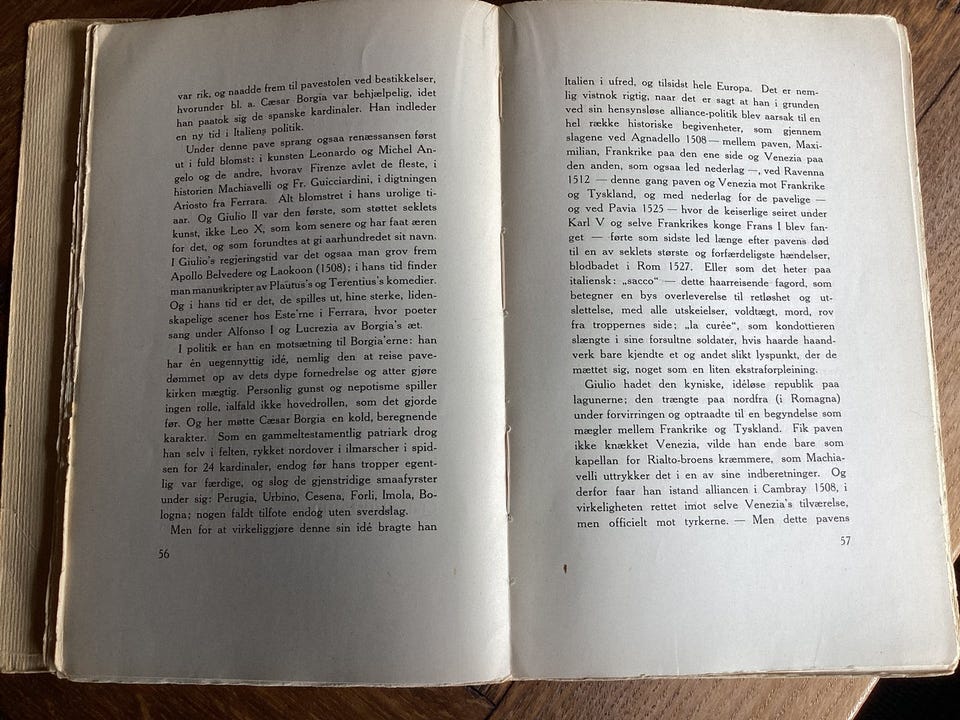 var rik, og naadde frem til pavestolen ved bestikkelser,
hvorunder bl. a. Cæsar Borgia var behjælpelig, idet
han paatok sig de spanske kardinaler. Han indleder
en ny tid i Italiens politik.
Under denne pave sprang ogsaa renæssansen først
ut i fuld blomst: i kunsten Leonardo og Michel An-
gelo og de andre, hvorav Firenze avlet de fleste, i
historien Machiavelli og Fr. Guicciardini, i digtningen
Ariosto fra Ferrara. Alt blomstret i hans urolige ti-
aar. Og Giulio II var den første, som støttet seklets
kunst, ikke Leo X, som kom senere og har faat æren
for det, og som forundtes at gi aarhundredet sit navn.
I Giulio's regjeringstid var det ogsaa man grov frem
Apollo Belvedere og Laokoon (1508); i hans tid finder
man manuskripter av Plautus's og Terentius's komedier.
Og i hans tid er det, de spilles ut, hine sterke, liden-
skapelige scener hos Este'rne i Ferrara, hvor poeter
sang under Alfonso I og Lucrezia av Borgia's æt.
I politik er han en motsætning til Borgia'erne: han
har én uegennyttig idé, nemlig den at reise pave-
dømmet op av dets dype fornedrelse og atter gjøre
kirken mægtig. Personlig gunst og nepotisme spiller
ingen rolle, ialfald ikke hovedrollen, som det gjorde
før. Og her møtte Cæsar Borgia en kold, beregnende
karakter. Som en gammeltestamentlig patriark drog
han selv i felten, rykket nordover i ilmarscher i spid-
sen for 24 kardinaler, endog før hans tropper egent-
lig var færdige, og slog de gjenstridige smaafyrster
under sig: Perugia, Urbino, Cesena, Forli, Imola, Bo-
logna; nogen faldt tilfote endog uten sverdslag.
Men for at virkeliggjøre denne sin idé bragte han
56
Italien i ufred, og tilsidst hele Europa. Det er nem-
lig vistnok rigtig, naar det er sagt at han i grunden
ved sin hensynsløse alliance-politik blev aarsak til en
hel række historiske begivenheter, som gjennem
slagene ved Agnadello 1508 — mellem paven, Maxi-
milian, Frankrike paa den ene side og Venezia paa
den anden, som ogsaa led nederlag —, ved Ravenna
1512 — denne gang paven og Venezia mot Frankrike
og Tyskland, og med nederlag for de pavelige —
og ved Pavia 1525 — hvor de keiserlige seiret under
Karl V og selve Frankrikes konge Frans I blev fan-
get — førte som sidste led længe efter pavens død
til en av seklets største og forfærdeligste hændelser,
blodbadet i Rom 1527. Eller som det heter paa
italiensk: „sacco“ — dette haarreisende fagord, som
betegner en bys overleverise til retløshet og ut-
slettelse, med alle utskeielser, voldtægt, mord, rov
fra troppernes side; „la curée“, som kondottieren
slængte i sine forsultne soldater, hvis haarde haand-
verk bare kjendte et og andet slikt lyspunkt, der de
mættet sig, noget som en liten ekstraforpleining.
Giulio hadet den kyniske, idéløse republik paa
lagunerne; den trængte paa nordfra (i Romagna)
under forvirringen og optraadte til en begyndelse som
mægler mellem Frankrike og Tyskland. Fik paven
ikke knækket Venezia, vilde han ende bare som
kapellan for Rialto-broens kræmmere, som Machia-
velli uttrykker det i en av sine indberetninger. Og
derfor faar han istand alliancen i Cambray 1508, i
virkeligheten rettet imot selve Venezia's tilværelse,
men officielt mot tyrkerne. — Men dette pavens
57